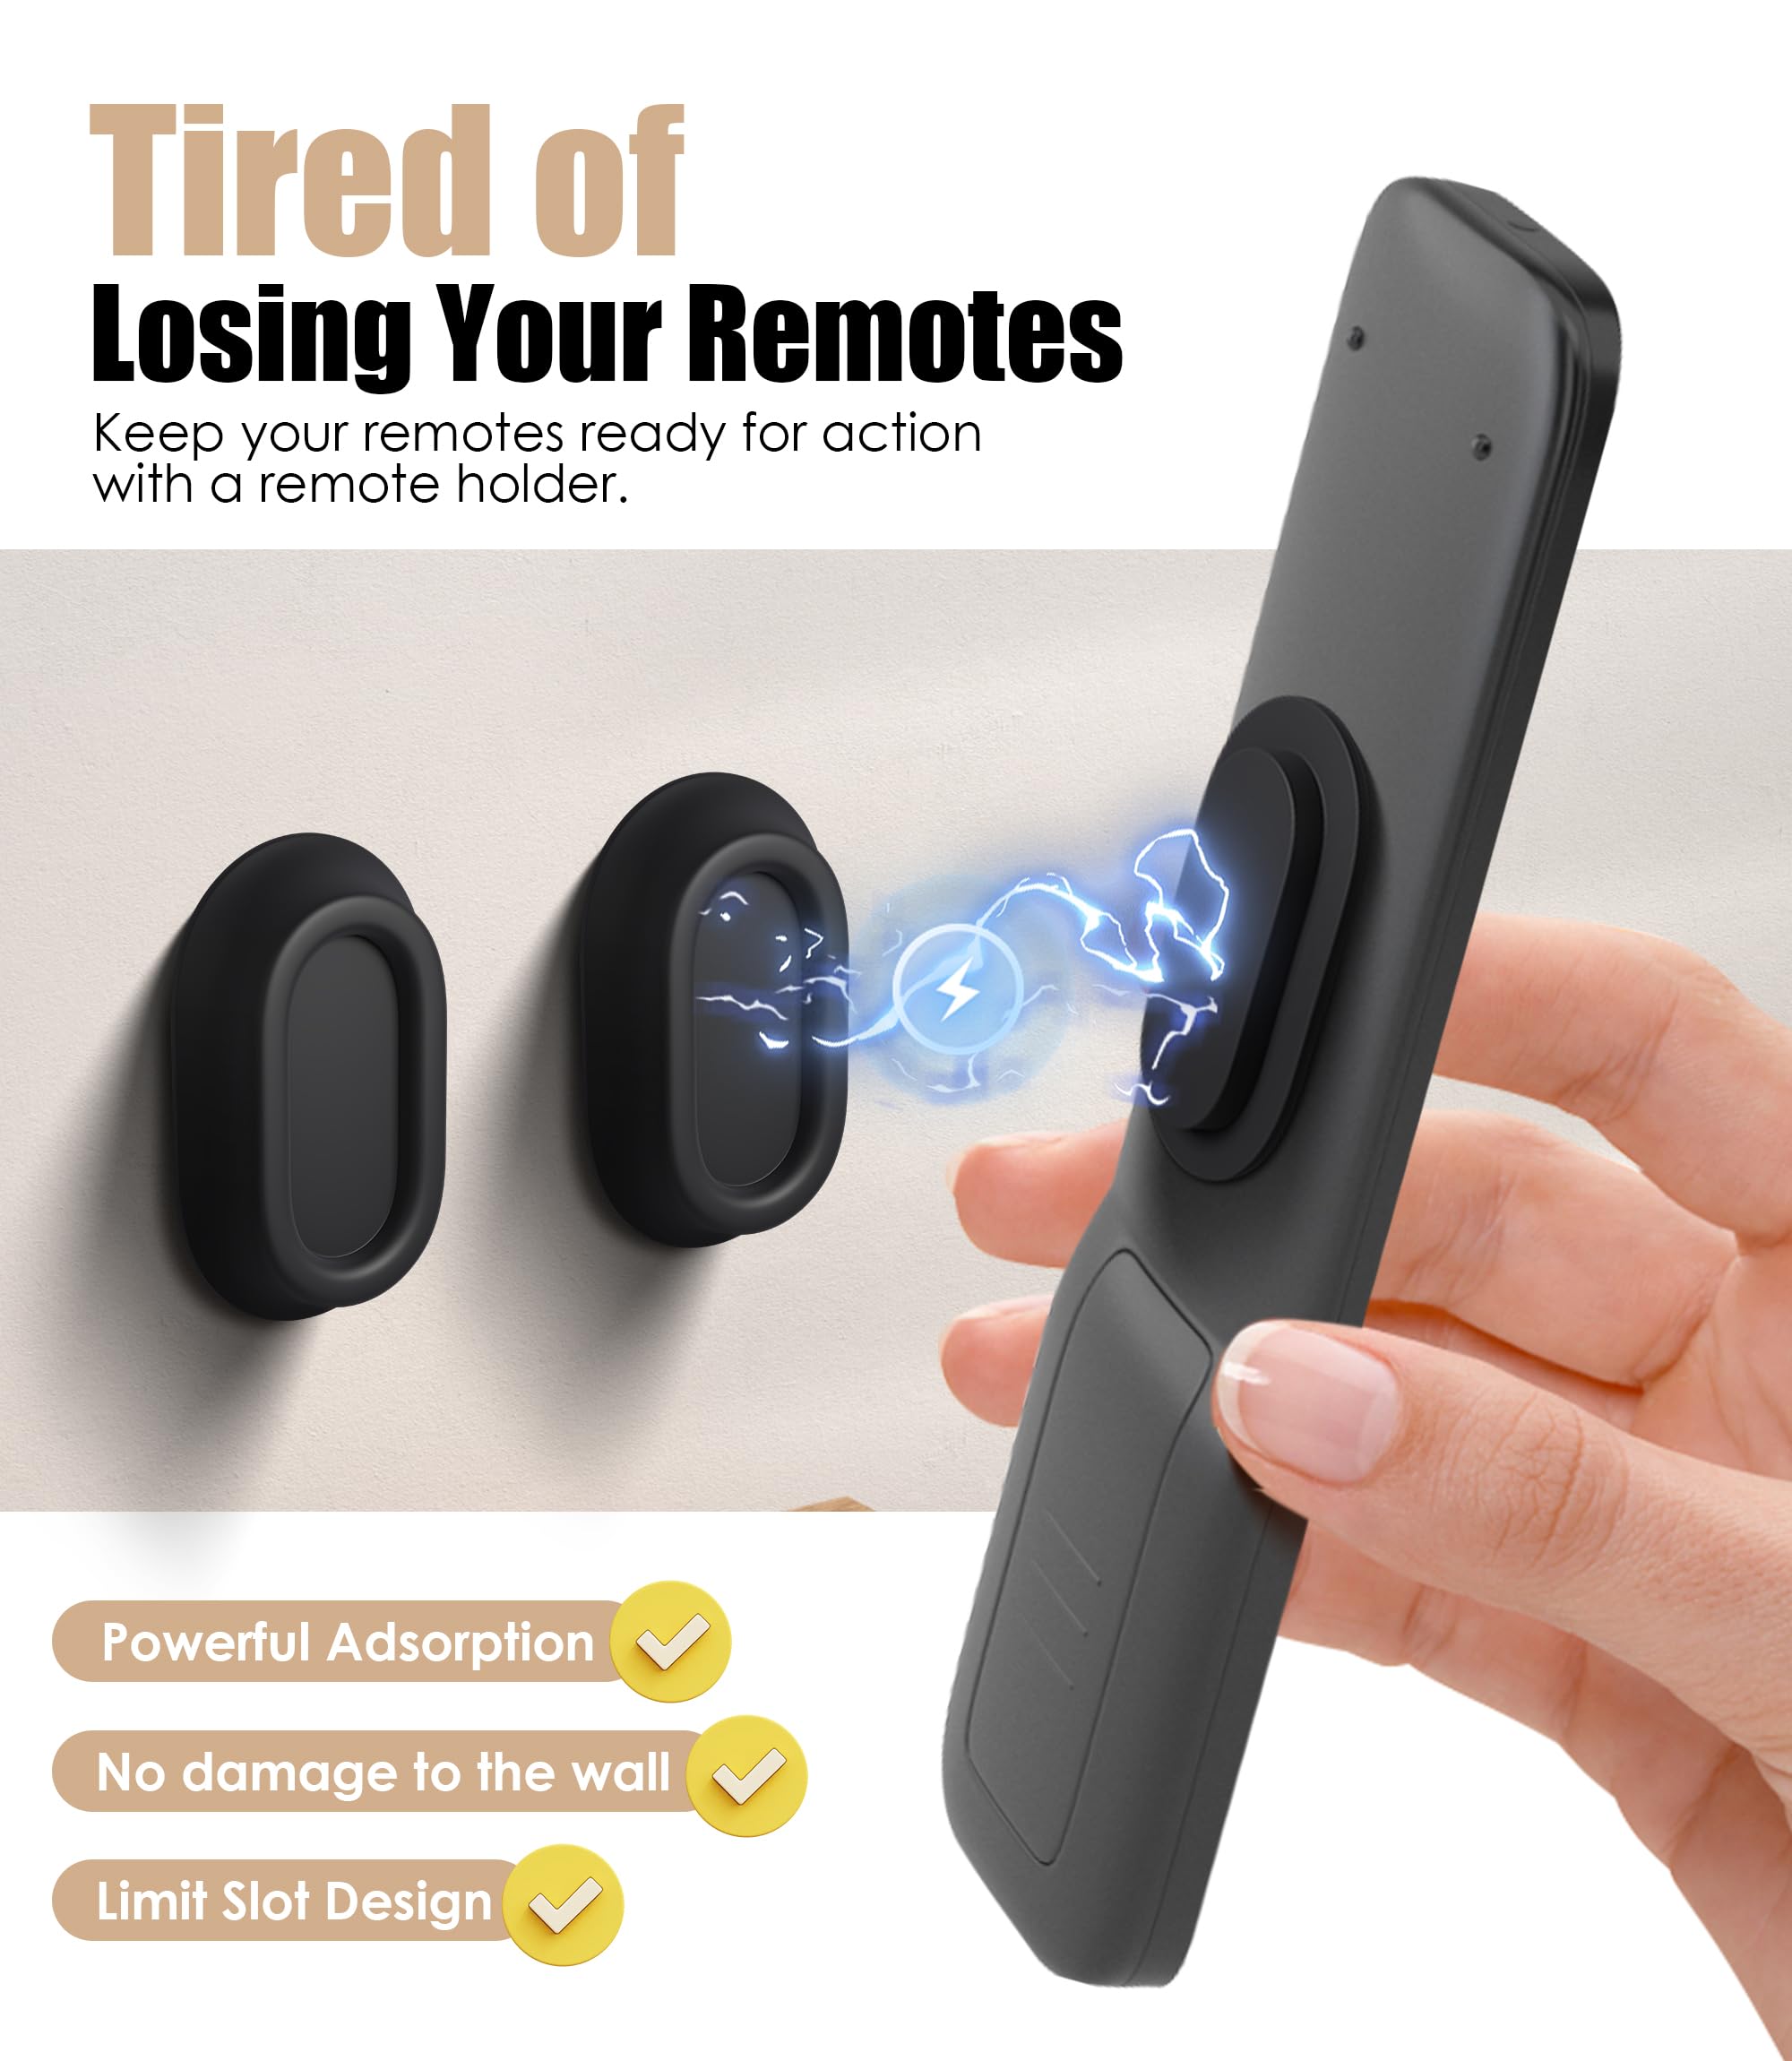 Tired of
Losing Your Remotes
Keep your remotes ready for action
with a remote holder.
Powerful Adsorption
No damage to the wall
Limit Slot Design